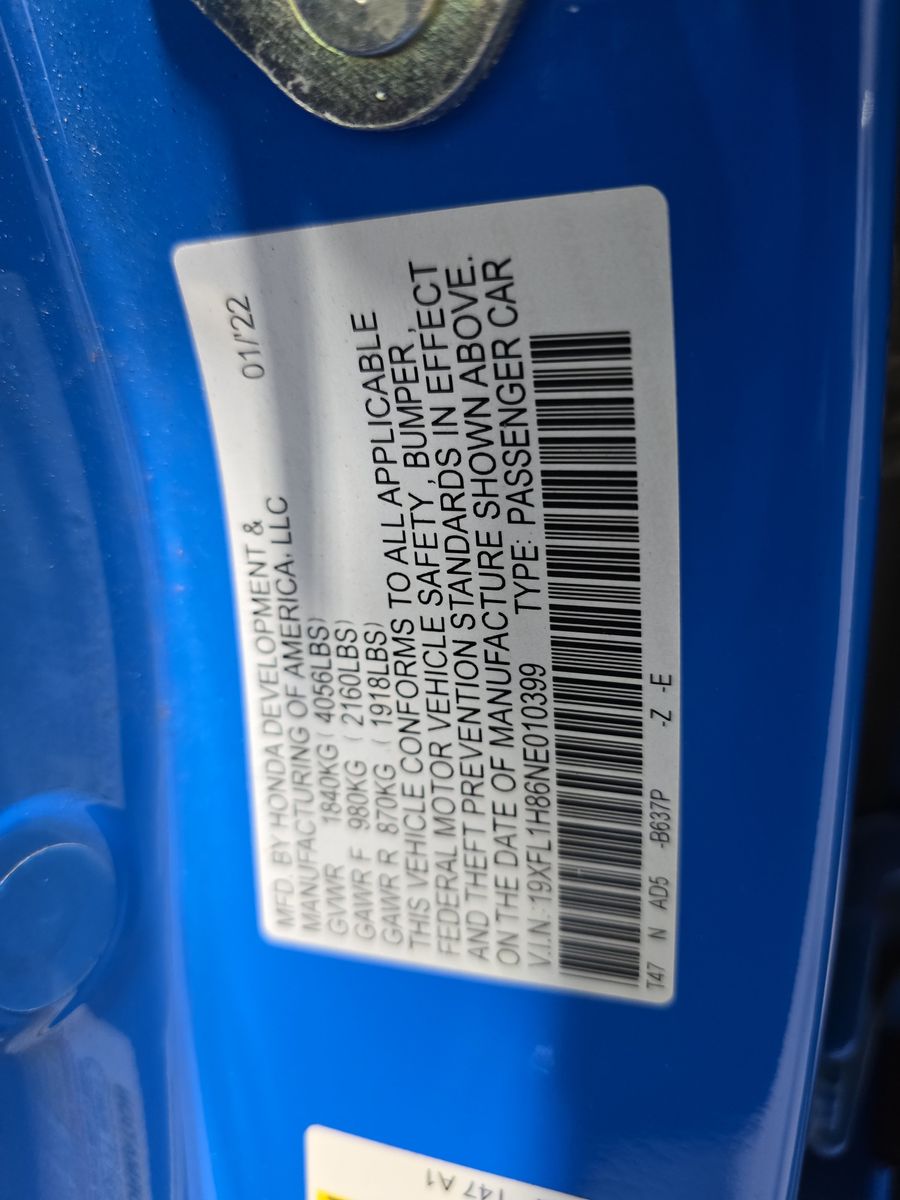 MFD. BY HONDA DEVELOPMENT &
MANUFACTURING OF AMERICA, LLC 01/'22
GVWR 1840KG ( 4056LBS)
GAWR F 980KG ( 2160LBS)
GAWR R 870KG ( 1918LBS)
THIS VEHICLE CONFORMS TO ALL APPLICABLE
FEDERAL MOTOR VEHICLE SAFETY , BUMPER ,
AND THEFT PREVENTION STANDARDS IN EFFECT
ON THE DATE OF MANUFACTURE SHOWN ABOVE.
V.I.N: 19XFL1H86NE010399 TYPE: PASSENGER CAR
T47 N AD5 -B637P -Z -E
147 A1